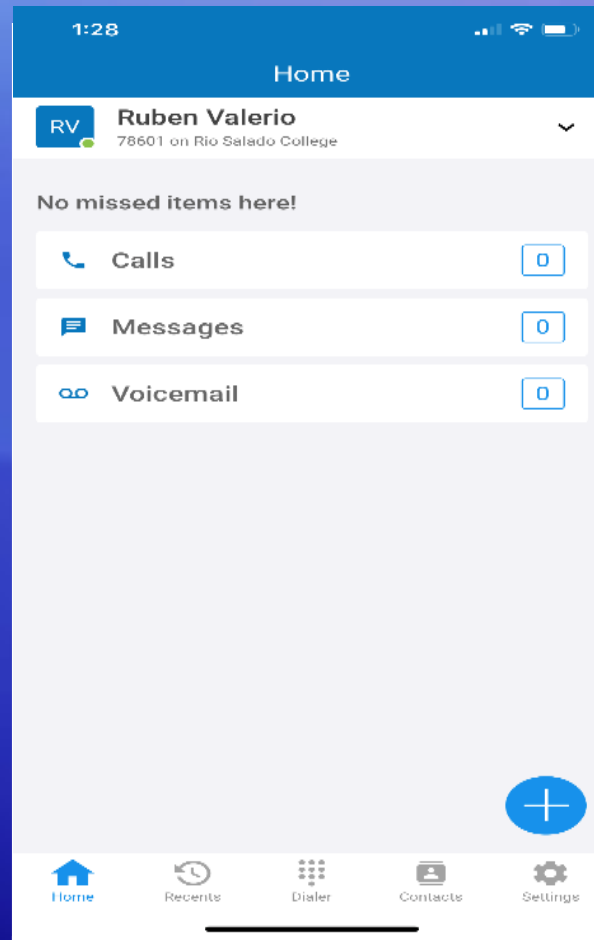 1:28
Home
RV
Ruben Valerio
78601 on Rio Salado College
No missed items here!
Calls 0
Messages 0
Voicemail 0
Home Recents Dialer Contacts Settings